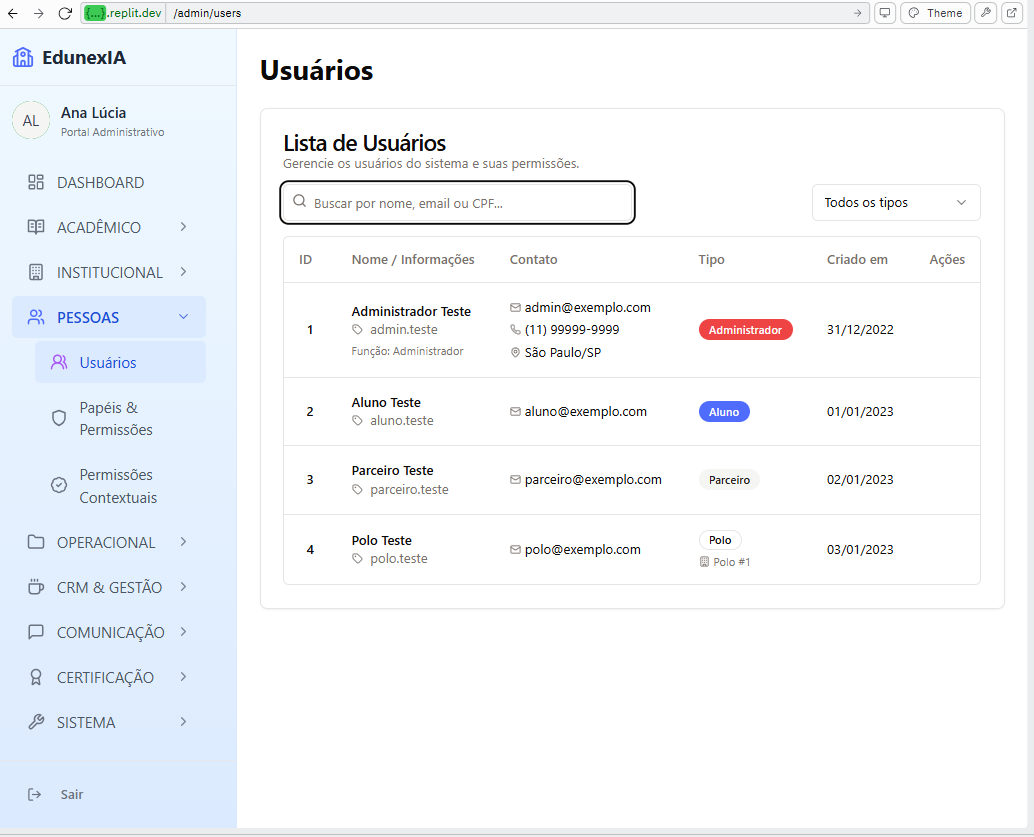 {...}.replit.dev /admin/users
Theme
EdunexIA
AL
Ana Lúcia
Portal Administrativo
DASHBOARD
ACADÊMICO
INSTITUCIONAL
PESSOAS
Usuários
Papéis &
Permissões
Permissões
Contextuais
OPERACIONAL
CRM & GESTÃO
COMUNICAÇÃO
CERTIFICAÇÃO
SISTEMA
Sair
Usuários
Lista de Usuários
Gerencie os usuários do sistema e suas permissões.
Buscar por nome, email ou CPF...
Todos os tipos
ID Nome / Informações Contato Tipo Criado em Ações
1
Administrador Teste
admin.teste
Função: Administrador
admin@exemplo.com
(11) 99999-9999
São Paulo/SP
Administrador
31/12/2022
2
Aluno Teste
aluno.teste
aluno@exemplo.com
Aluno
01/01/2023
3
Parceiro Teste
parceiro.teste
parceiro@exemplo.com
Parceiro
02/01/2023
4
Polo Teste
polo.teste
polo@exemplo.com
Polo
Polo #1
03/01/2023